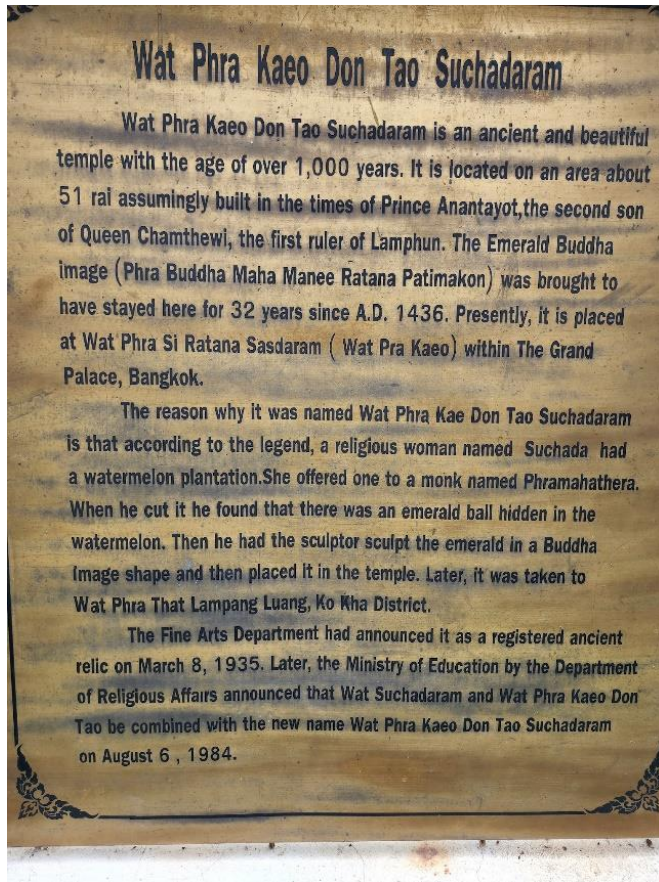 Wat Phra Kaeo Don Tao Suchadaram
Wat Phra Kaeo Don Tao Suchadaram is an ancient and beautiful
temple with the age of over 1,000 years. It is located on an area about
51 rai assumingly built in the times of Prince Anantayot,the second son
of Queen Chamthewi, the first ruler of Lamphun. The Emerald Buddha
image (Phra Buddha Maha Manee Ratana Patimakon) was brought to
have stayed here for 32 years since A.D. 1436. Presently, it is placed
at Wat Phra Si Ratana Sasdaram ( Wat Pra Kaeo) within The Grand
Palace, Bangkok.
The reason why it was named Wat Phra Kae Don Tao Suchadaram
is that according to the legend, a religious woman named Suchada had
a watermelon plantation.She offered one to a monk named Phramahathera.
When he cut it he found that there was an emerald ball hidden in the
watermelon. Then he had the sculptor sculpt the emerald in a Buddha
image shape and then placed it in the temple. Later, it was taken to
Wat Phra That Lampang Luang, Ko Kha District.
The Fine Arts Department had announced it as a registered ancient
relic on March 8, 1935. Later, the Ministry of Education by the Department
of Religious Affairs announced that Wat Suchadaram and Wat Phra Kaeo Don
Tao be combined with the new name Wat Phra Kaeo Don Tao Suchadaram
on August 6 , 1984.